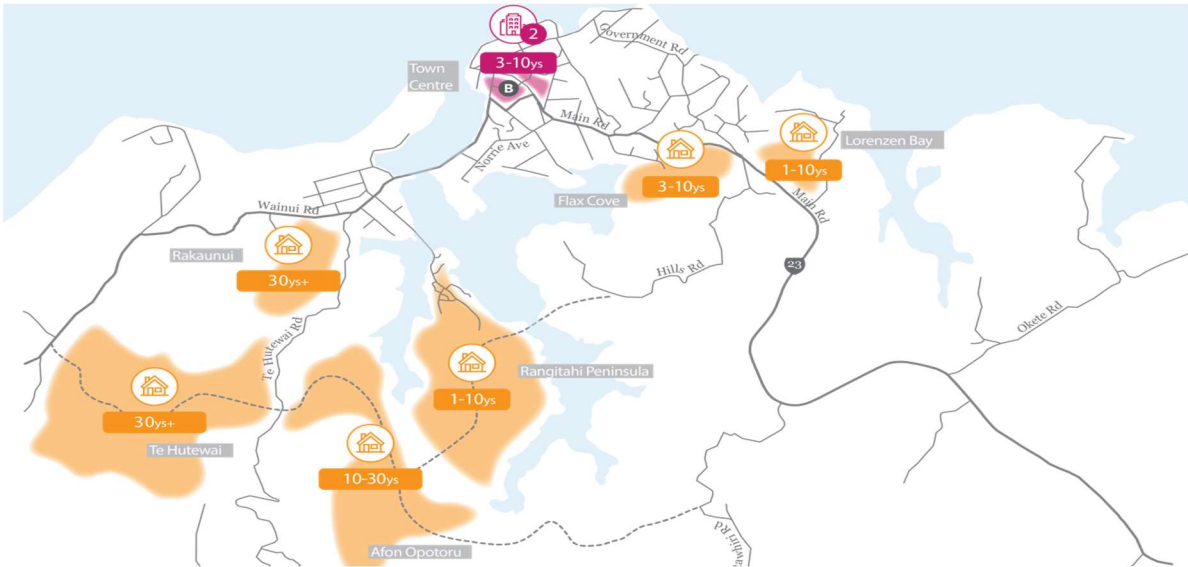 2
3-10ys
Town
Centre
B
Government Rd
Main Rd
Norrie Ave
Lorenzen Bay
1-10ys
3-10ys
Flax Cove
Main Rd
Wainui Rd
Rakaunui
30ys+
Hills Rd
23
Okete Rd
Te Hutewai Rd
Rangitahi Peninsula
1-10ys
30ys+
Te Hutewai
10-30ys
Afon Opotoru